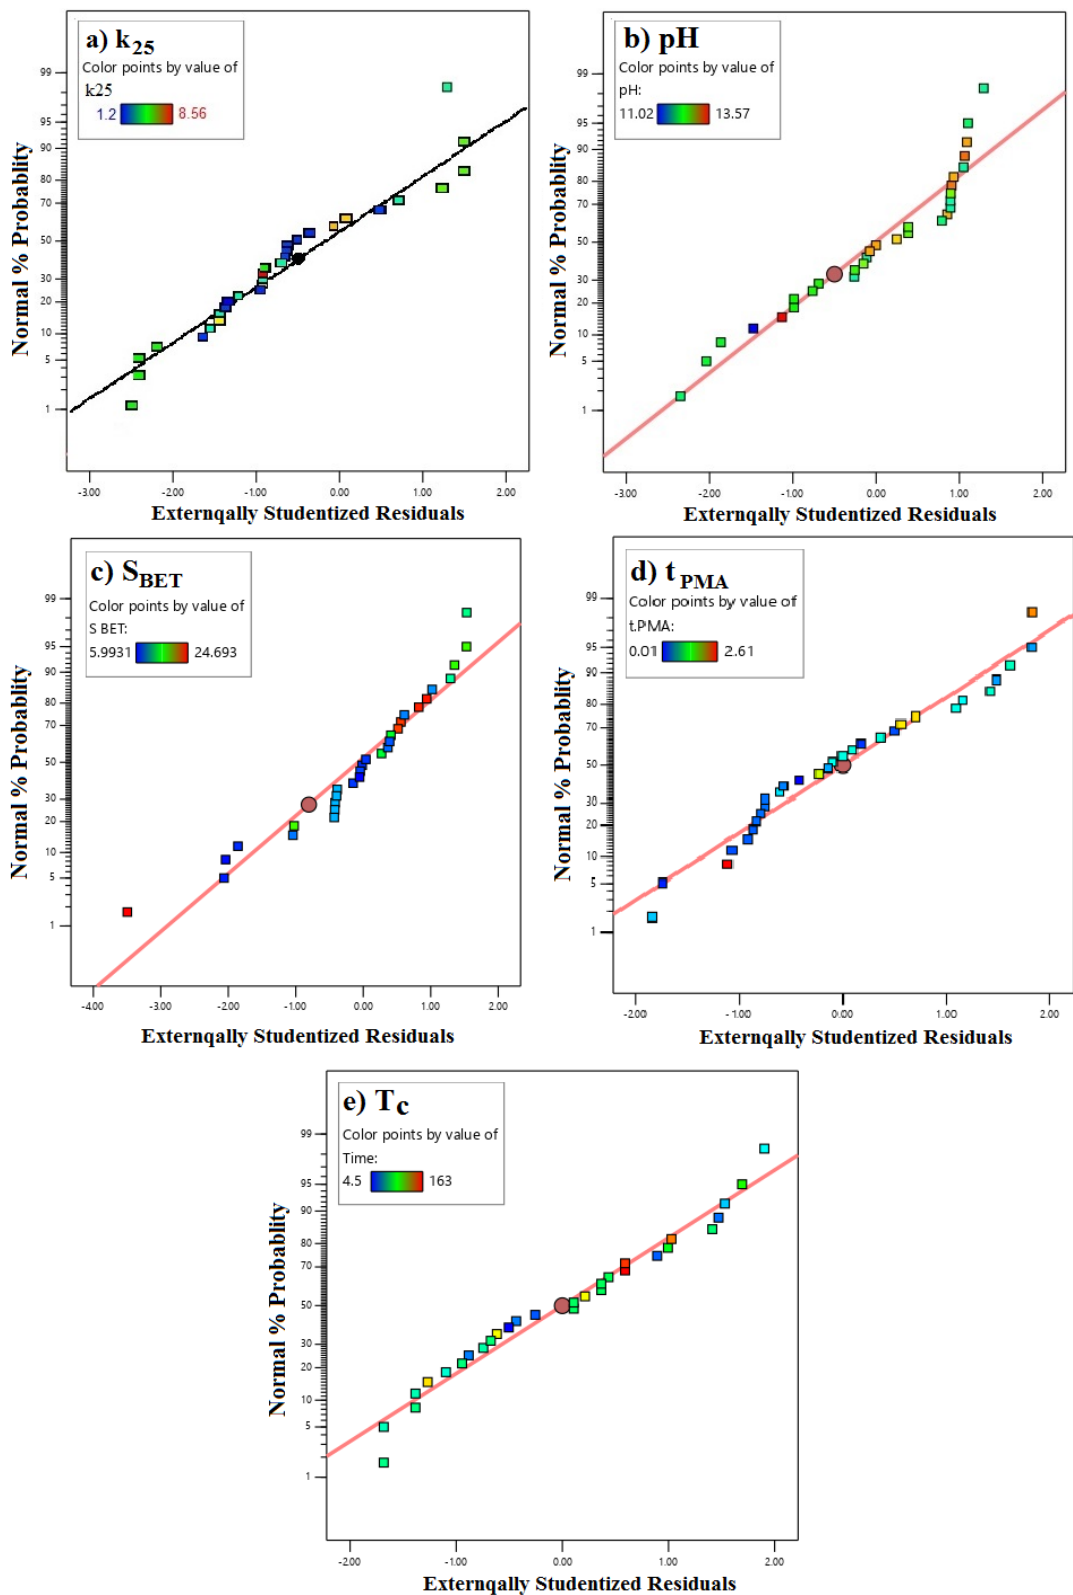 a) k25
Color points by value of
k25
1.2 8.56
Normal % Probablity
99
95
90
80
70
50
30
20
10
5
1
-3.00 -2.00 -1.00 0.00 1.00 2.00
Externqally Studentized Residuals
b) pH
Color points by value of
pH:
11.02 13.57
Normal % Probablity
99
95
90
80
70
50
30
20
10
5
1
-3.00 -2.00 -1.00 0.00 1.00 2.00
Externqally Studentized Residuals
c) SBET
Color points by value of
S BET:
5.9931 24.693
Normal % Probablity
99
95
90
80
70
50
30
20
10
5
1
-4.00 -3.00 -2.00 -1.00 0.00 1.00 2.00
Externqally Studentized Residuals
d) tPMA
Color points by value of
t.PMA:
0.01 2.61
Normal % Probablity
99
95
90
80
70
50
30
20
10
5
1
-2.00 -1.00 0.00 1.00 2.00
Externqally Studentized Residuals
e) Tc
Color points by value of
Time:
4.5 163
Normal % Probablity
99
95
90
80
70
50
30
20
10
5
1
-2.00 -1.00 0.00 1.00 2.00
Externqally Studentized Residuals